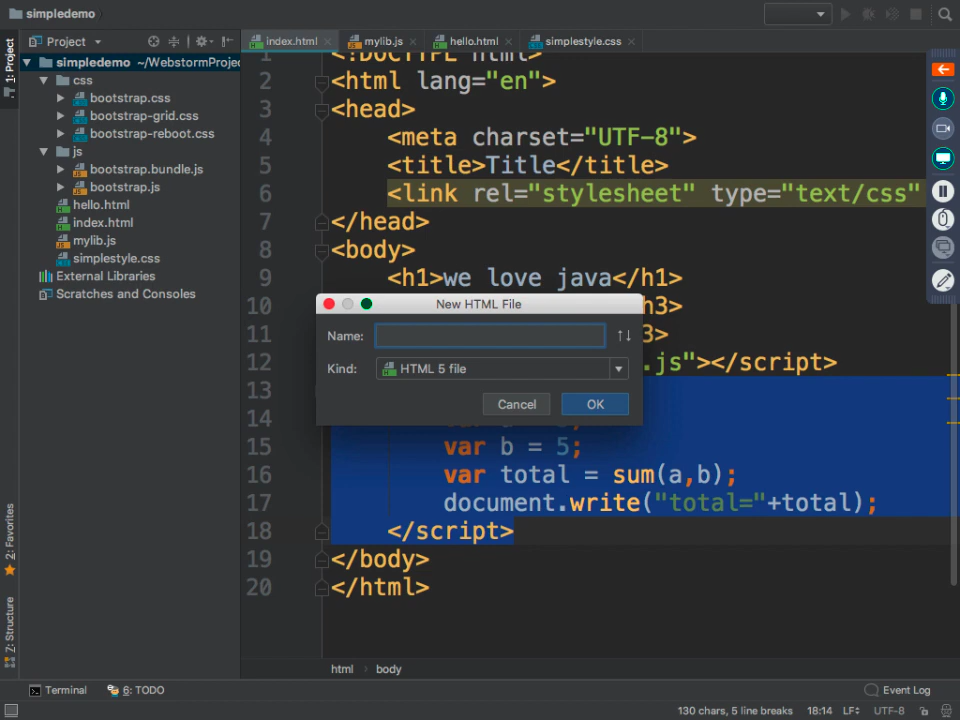 simpledemo
Project
index.html
mylib.js
hello.html
simplestyle.css
1: Project
simpledemo ~/WebstormProjec
css
bootstrap.css
bootstrap-grid.css
bootstrap-reboot.css
js
bootstrap.bundle.js
bootstrap.js
hello.html
index.html
mylib.js
simplestyle.css
External Libraries
Scratches and Consoles
2: Favorites
7: Structure
1 <!DOCTYPE html>
2 <html lang="en">
3 <head>
4 <meta charset="UTF-8">
5 <title>Title</title>
6 <link rel="stylesheet" type="text/css"
7 </head>
8 <body>
9 <h1>we love java</h1>
10 h3>
11 3>
12 .js"></script>
13
14
15 var b = 5;
16 var total = sum(a,b);
17 document.write("total="+total);
18 </script>
19 </body>
20 </html>
New HTML File
Name:
Kind: HTML 5 file
Cancel OK
html › body
Terminal
6: TODO
Event Log
130 chars, 5 line breaks 18:14 LF÷ UTF-8